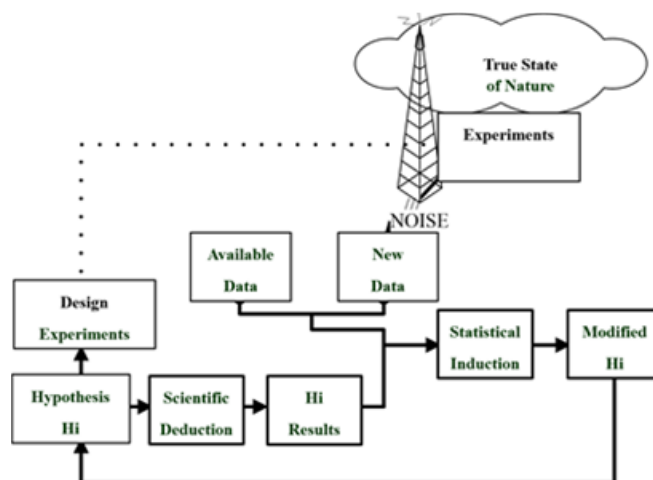 True State
of Nature
Experiments
NOISE
Available
Data
New
Data
Design
Experiments
Statistical
Induction
Modified
Hi
Hypothesis
Hi
Scientific
Deduction
Hi
Results